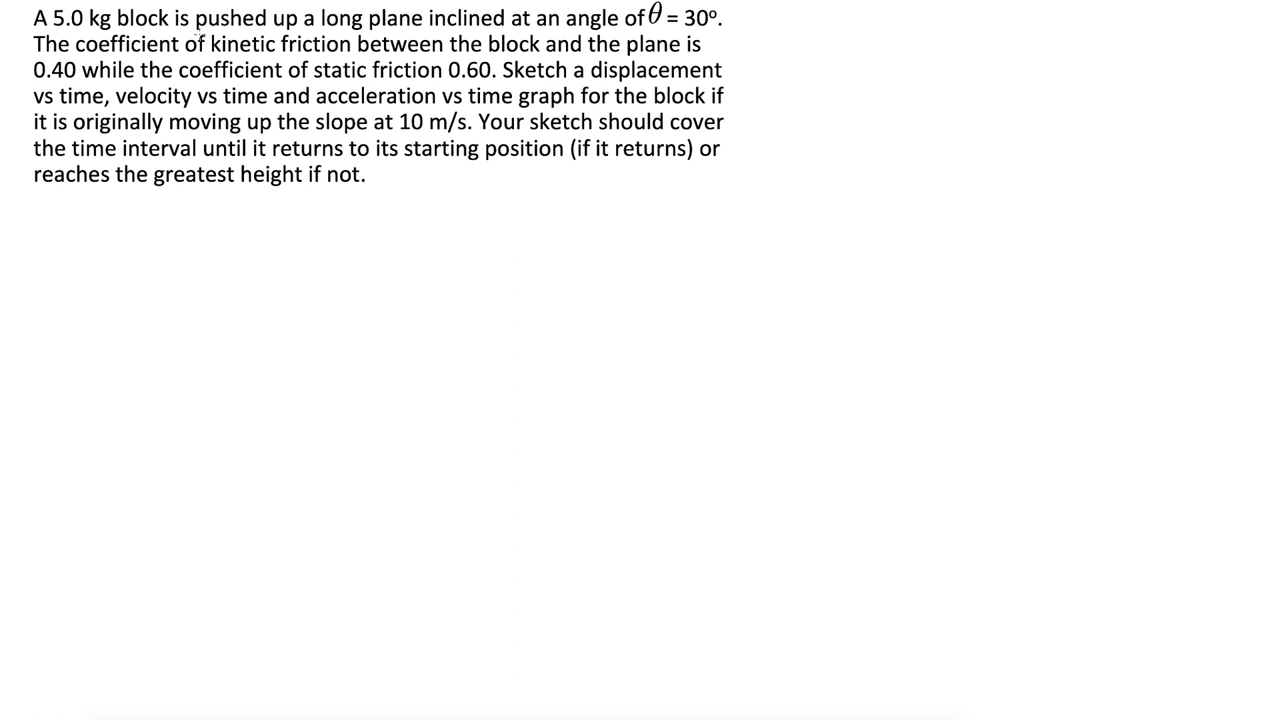 A 5.0 kg block is pushed up a long plane inclined at an angle of θ = 30º.
The coefficient of kinetic friction between the block and the plane is
0.40 while the coefficient of static friction 0.60. Sketch a displacement
vs time, velocity vs time and acceleration vs time graph for the block if
it is originally moving up the slope at 10 m/s. Your sketch should cover
the time interval until it returns to its starting position (if it returns) or
reaches the greatest height if not.